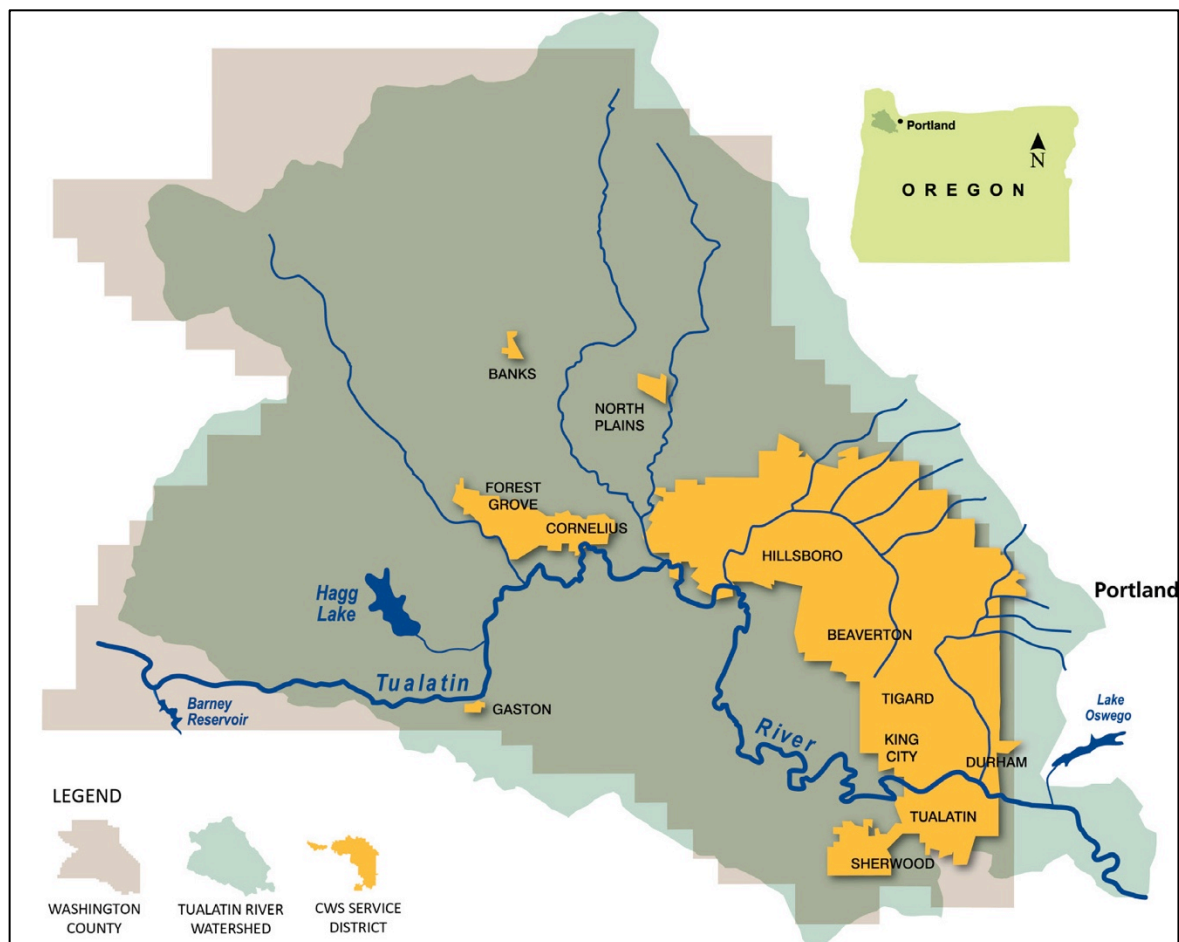 Portland
N
OREGON
BANKS
NORTH
PLAINS
FOREST
GROVE
CORNELIUS
HILLSBORO
Hagg
Lake
Portland
BEAVERTON
Tualatin
TIGARD
Barney
Reservoir
GASTON
River
KING
CITY
Lake
Oswego
DURHAM
TUALATIN
SHERWOOD
LEGEND
WASHINGTON
COUNTY
TUALATIN RIVER
WATERSHED
CWS SERVICE
DISTRICT